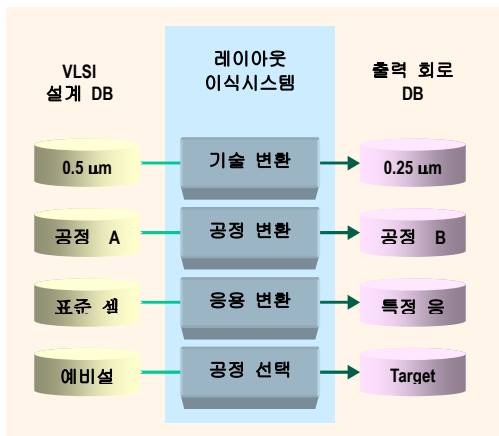 VLSI
설계 DB
레이아웃
이식시스템
출력 회로
DB
0.5 µm
기술 변환
0.25 µm
공정 A
공정 변환
공정 B
표준 셀
응용 변환
특정 응
예비설
공정 선택
Target